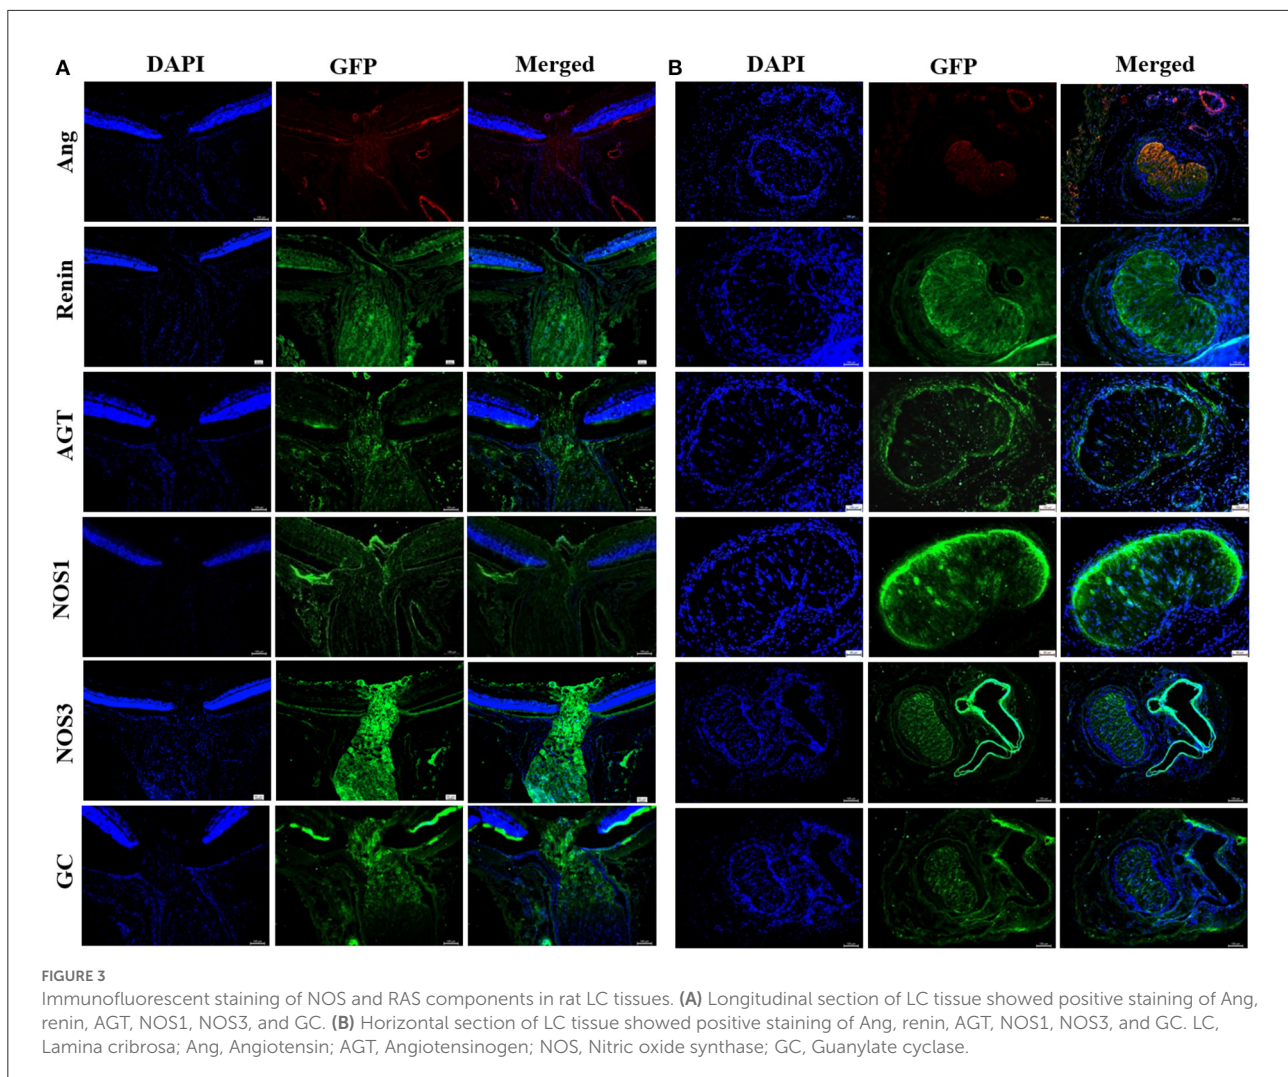 A
DAPI
GFP
Merged
B
DAPI
GFP
Merged
Ang
Renin
AGT
NOS1
NOS3
GC
FIGURE 3
Immunofluorescent staining of NOS and RAS components in rat LC tissues. (A) Longitudinal section of LC tissue showed positive staining of Ang,
renin, AGT, NOS1, NOS3, and GC. (B) Horizontal section of LC tissue showed positive staining of Ang, renin, AGT, NOS1, NOS3, and GC. LC,
Lamina cribrosa; Ang, Angiotensin; AGT, Angiotensinogen; NOS, Nitric oxide synthase; GC, Guanylate cyclase.